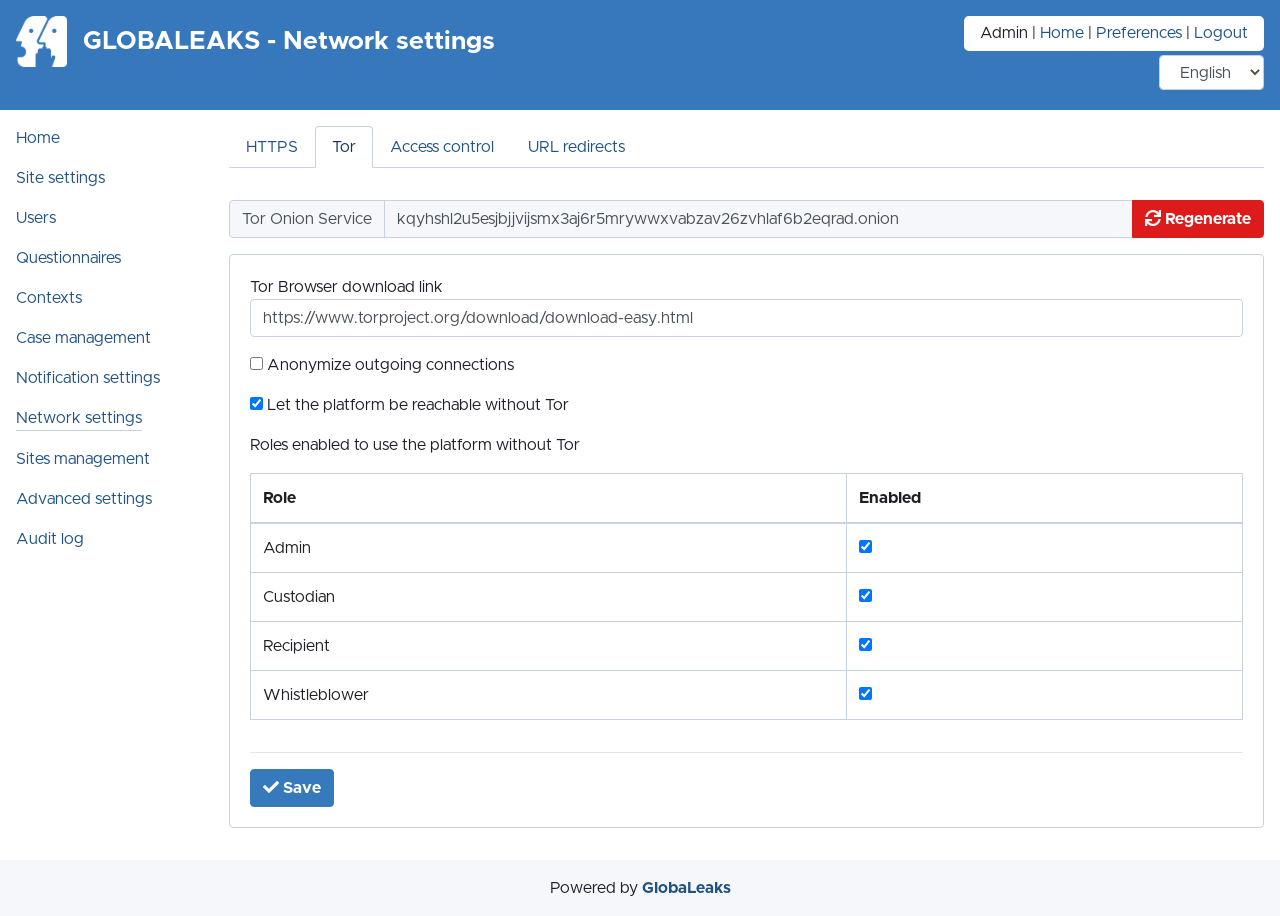 GLOBALEAKS - Network settings
Admin | Home | Preferences | Logout
English
Home
Site settings
Users
Questionnaires
Contexts
Case management
Notification settings
Network settings
Sites management
Advanced settings
Audit log
HTTPS Tor Access control URL redirects
Tor Onion Service kqyhshl2u5esjbjjvijsmx3aj6r5mrywwxvabzav26zvhlaf6b2eqrad.onion Regenerate
Tor Browser download link
https://www.torproject.org/download/download-easy.html
Anonymize outgoing connections
Let the platform be reachable without Tor
Roles enabled to use the platform without Tor
Role Enabled
Admin
Custodian
Recipient
Whistleblower
Save
Powered by GlobaLeaks